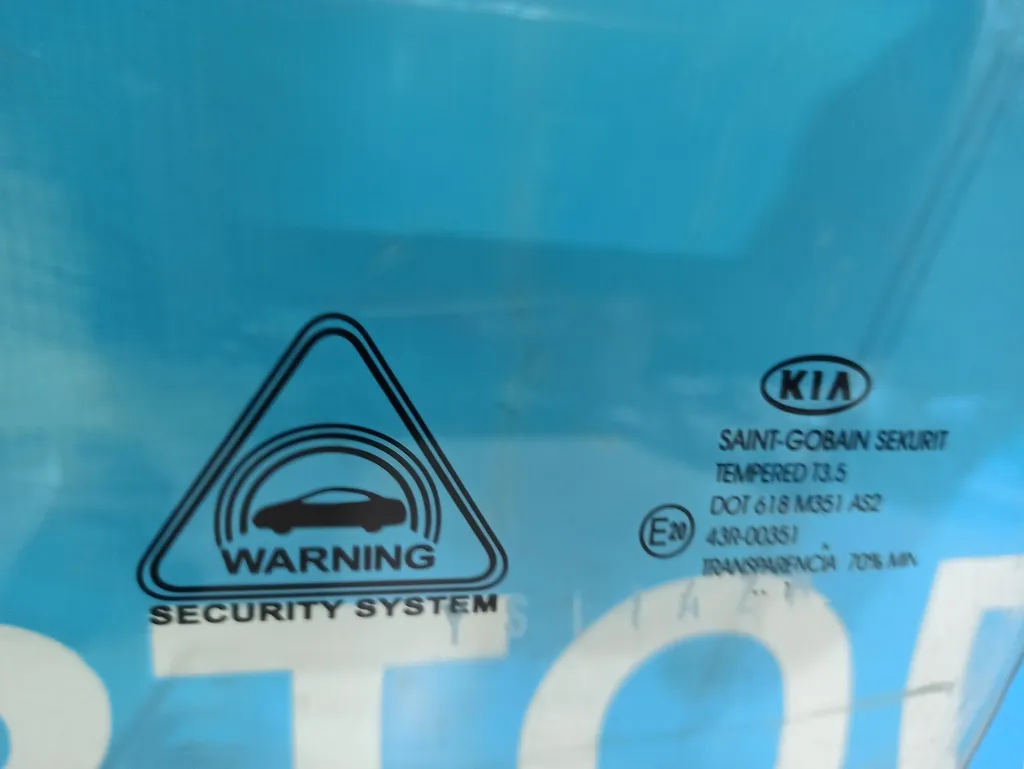 WARNING
SECURITY SYSTEM
KIA
SAINT-GOBAIN SEKURIT
TEMPERED T3.5
DOT 618 M351 AS2
E20
43R-00351
TRANSPARENCIA 70% MIN
TO